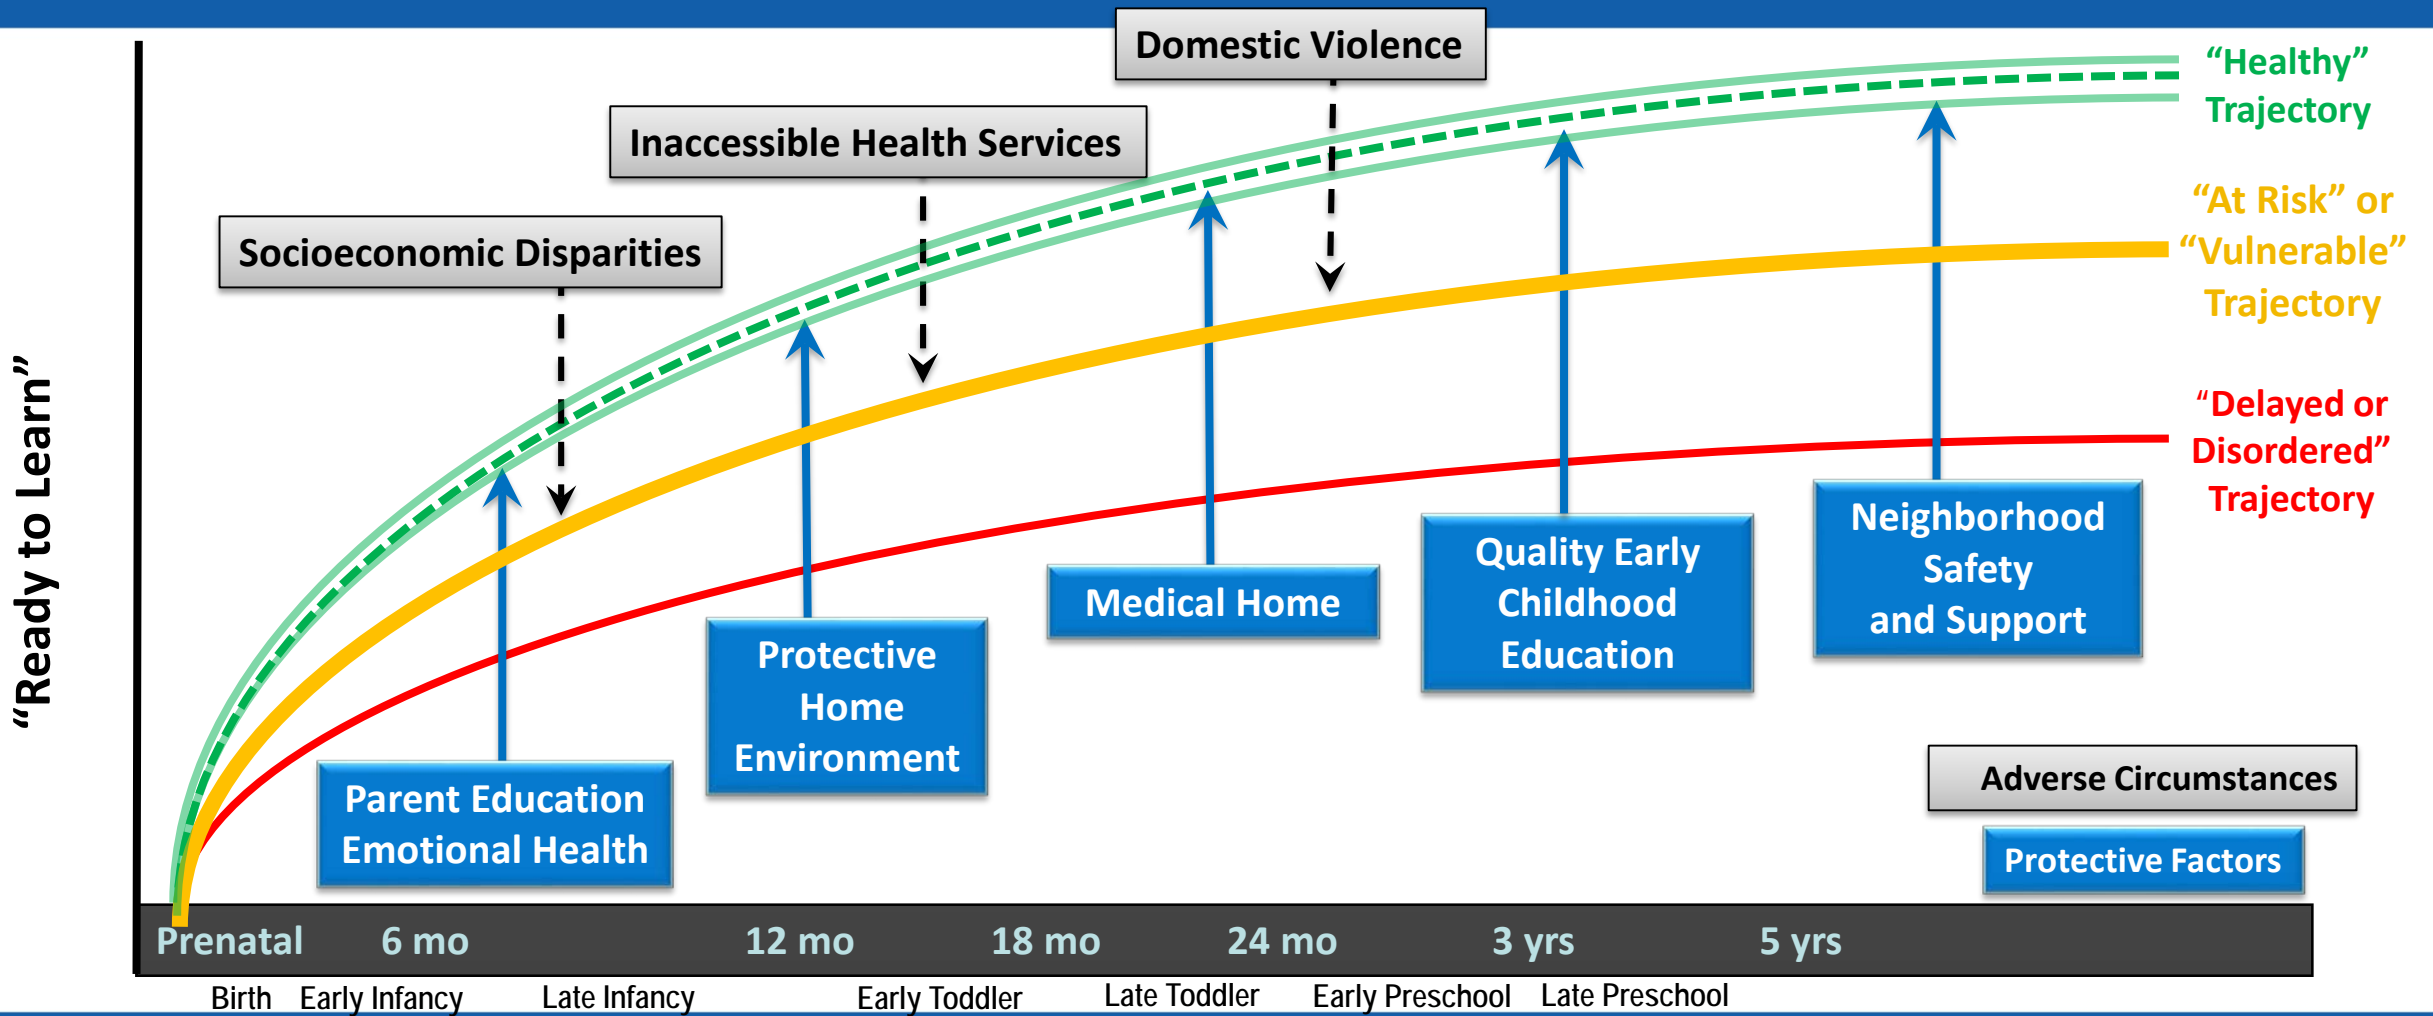 Domestic Violence
Inaccessible Health Services
Socioeconomic Disparities
“Healthy”
Trajectory
“At Risk” or
“Vulnerable”
Trajectory
“Delayed or
Disordered”
Trajectory
“Ready to Learn”
Parent Education
Emotional Health
Protective
Home
Environment
Medical Home
Quality Early
Childhood
Education
Neighborhood
Safety
and Support
Adverse Circumstances
Protective Factors
Prenatal 6 mo 12 mo 18 mo 24 mo 3 yrs 5 yrs
Birth Early Infancy Late Infancy Early Toddler Late Toddler Early Preschool Late Preschool